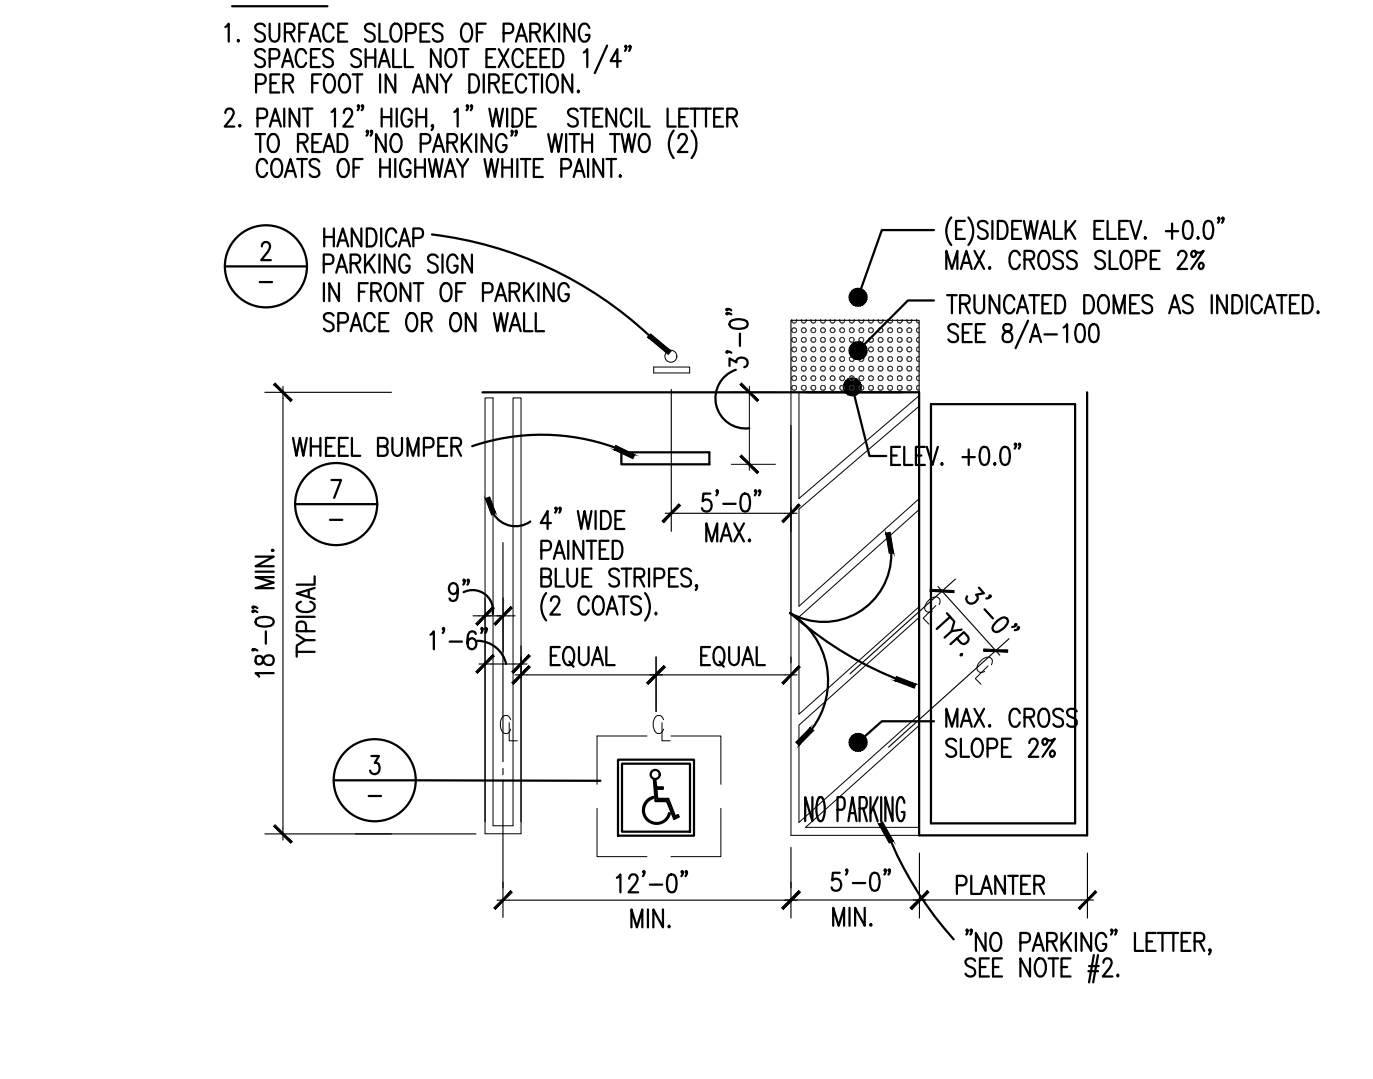 1. SURFACE SLOPES OF PARKING
SPACES SHALL NOT EXCEED 1/4"
PER FOOT IN ANY DIRECTION.
2. PAINT 12" HIGH, 1" WIDE STENCIL LETTER
TO READ "NO PARKING" WITH TWO (2)
COATS OF HIGHWAY WHITE PAINT.
2
–
HANDICAP
PARKING SIGN
IN FRONT OF PARKING
SPACE OR ON WALL
(E)SIDEWALK ELEV. +0.0"
MAX. CROSS SLOPE 2%
TRUNCATED DOMES AS INDICATED.
SEE 8/A–100
3'–0"
WHEEL BUMPER
7
–
ELEV. +0.0"
5'–0"
MAX.
4" WIDE
PAINTED
BLUE STRIPES,
(2 COATS).
18'–0" MIN.
TYPICAL
9"
1'–6"
EQUAL
EQUAL
3'–0"
TYP.
CL
CL
CL
CL
MAX. CROSS
SLOPE 2%
3
–
NO PARKING
12'–0"
MIN.
5'–0"
MIN.
PLANTER
"NO PARKING" LETTER,
SEE NOTE #2.